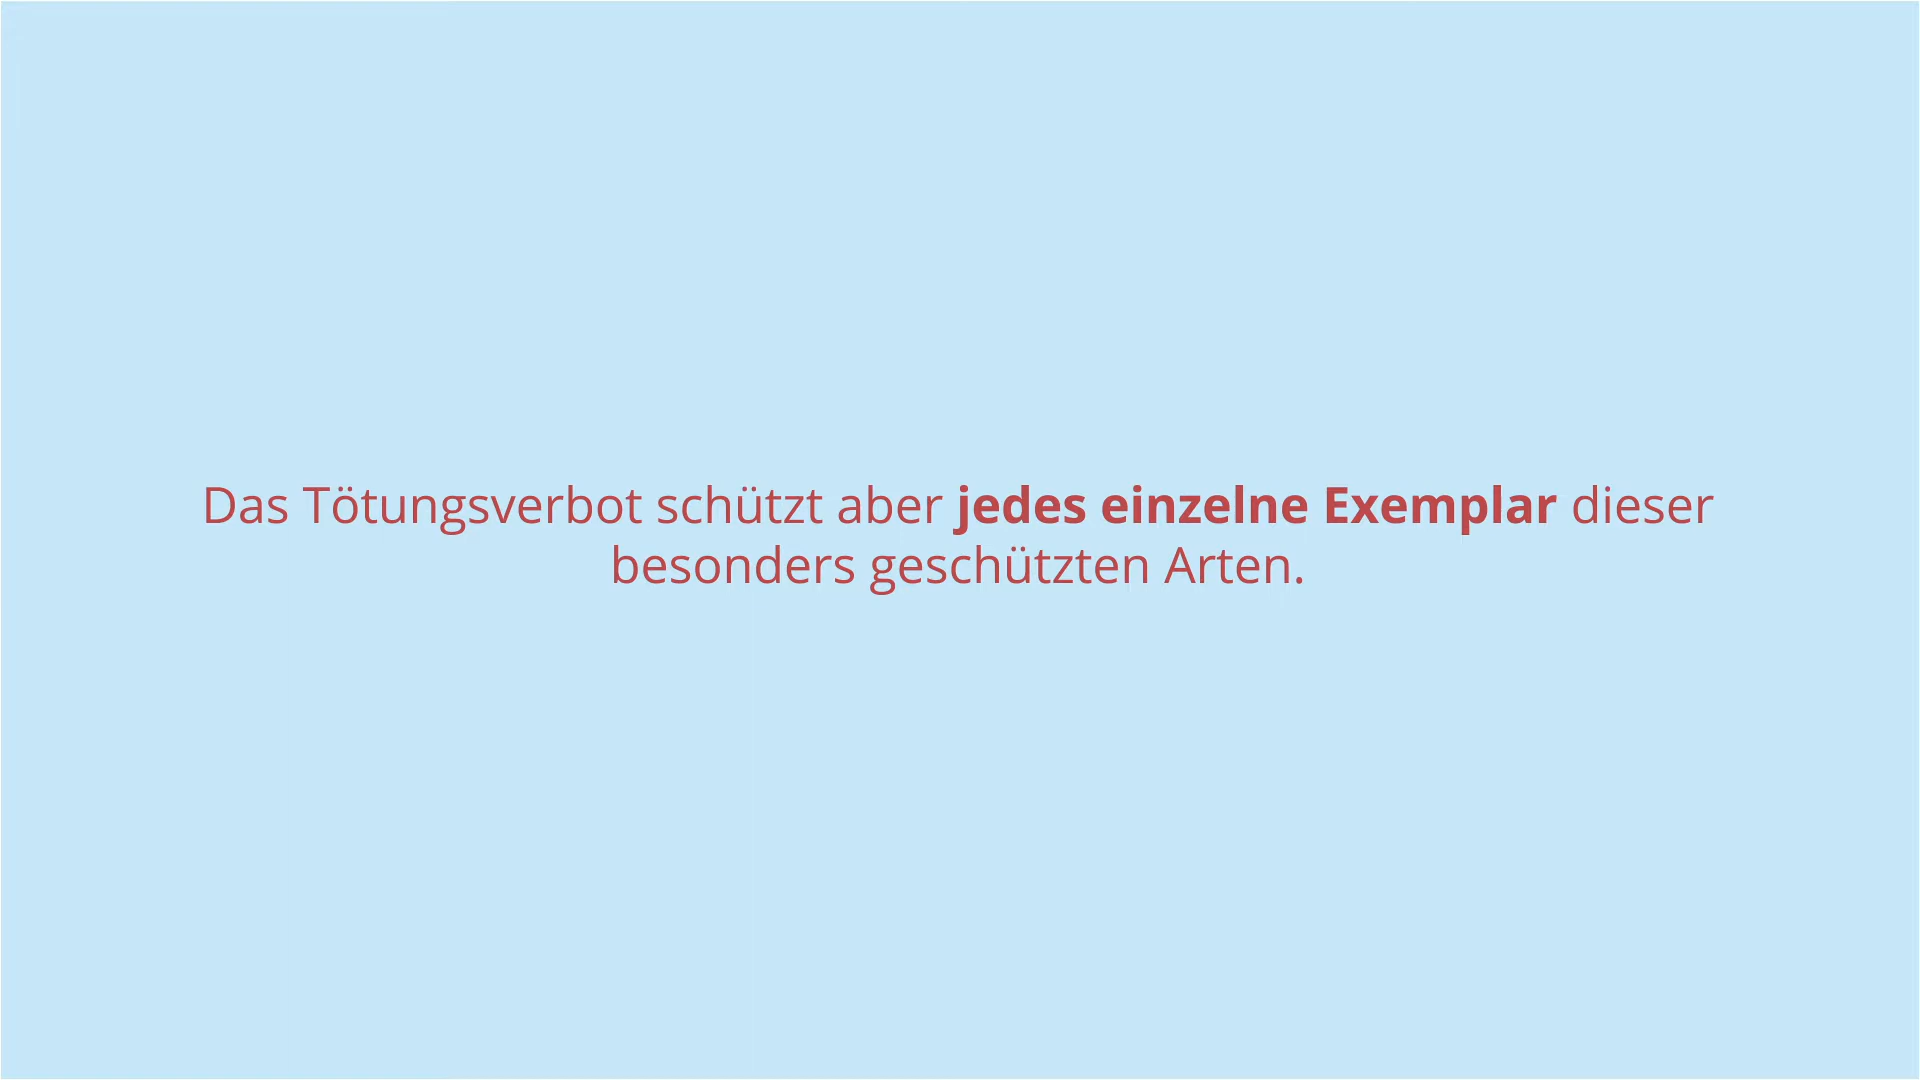 Das Tötungsverbot schützt aber jedes einzelne Exemplar dieser
besonders geschützten Arten.